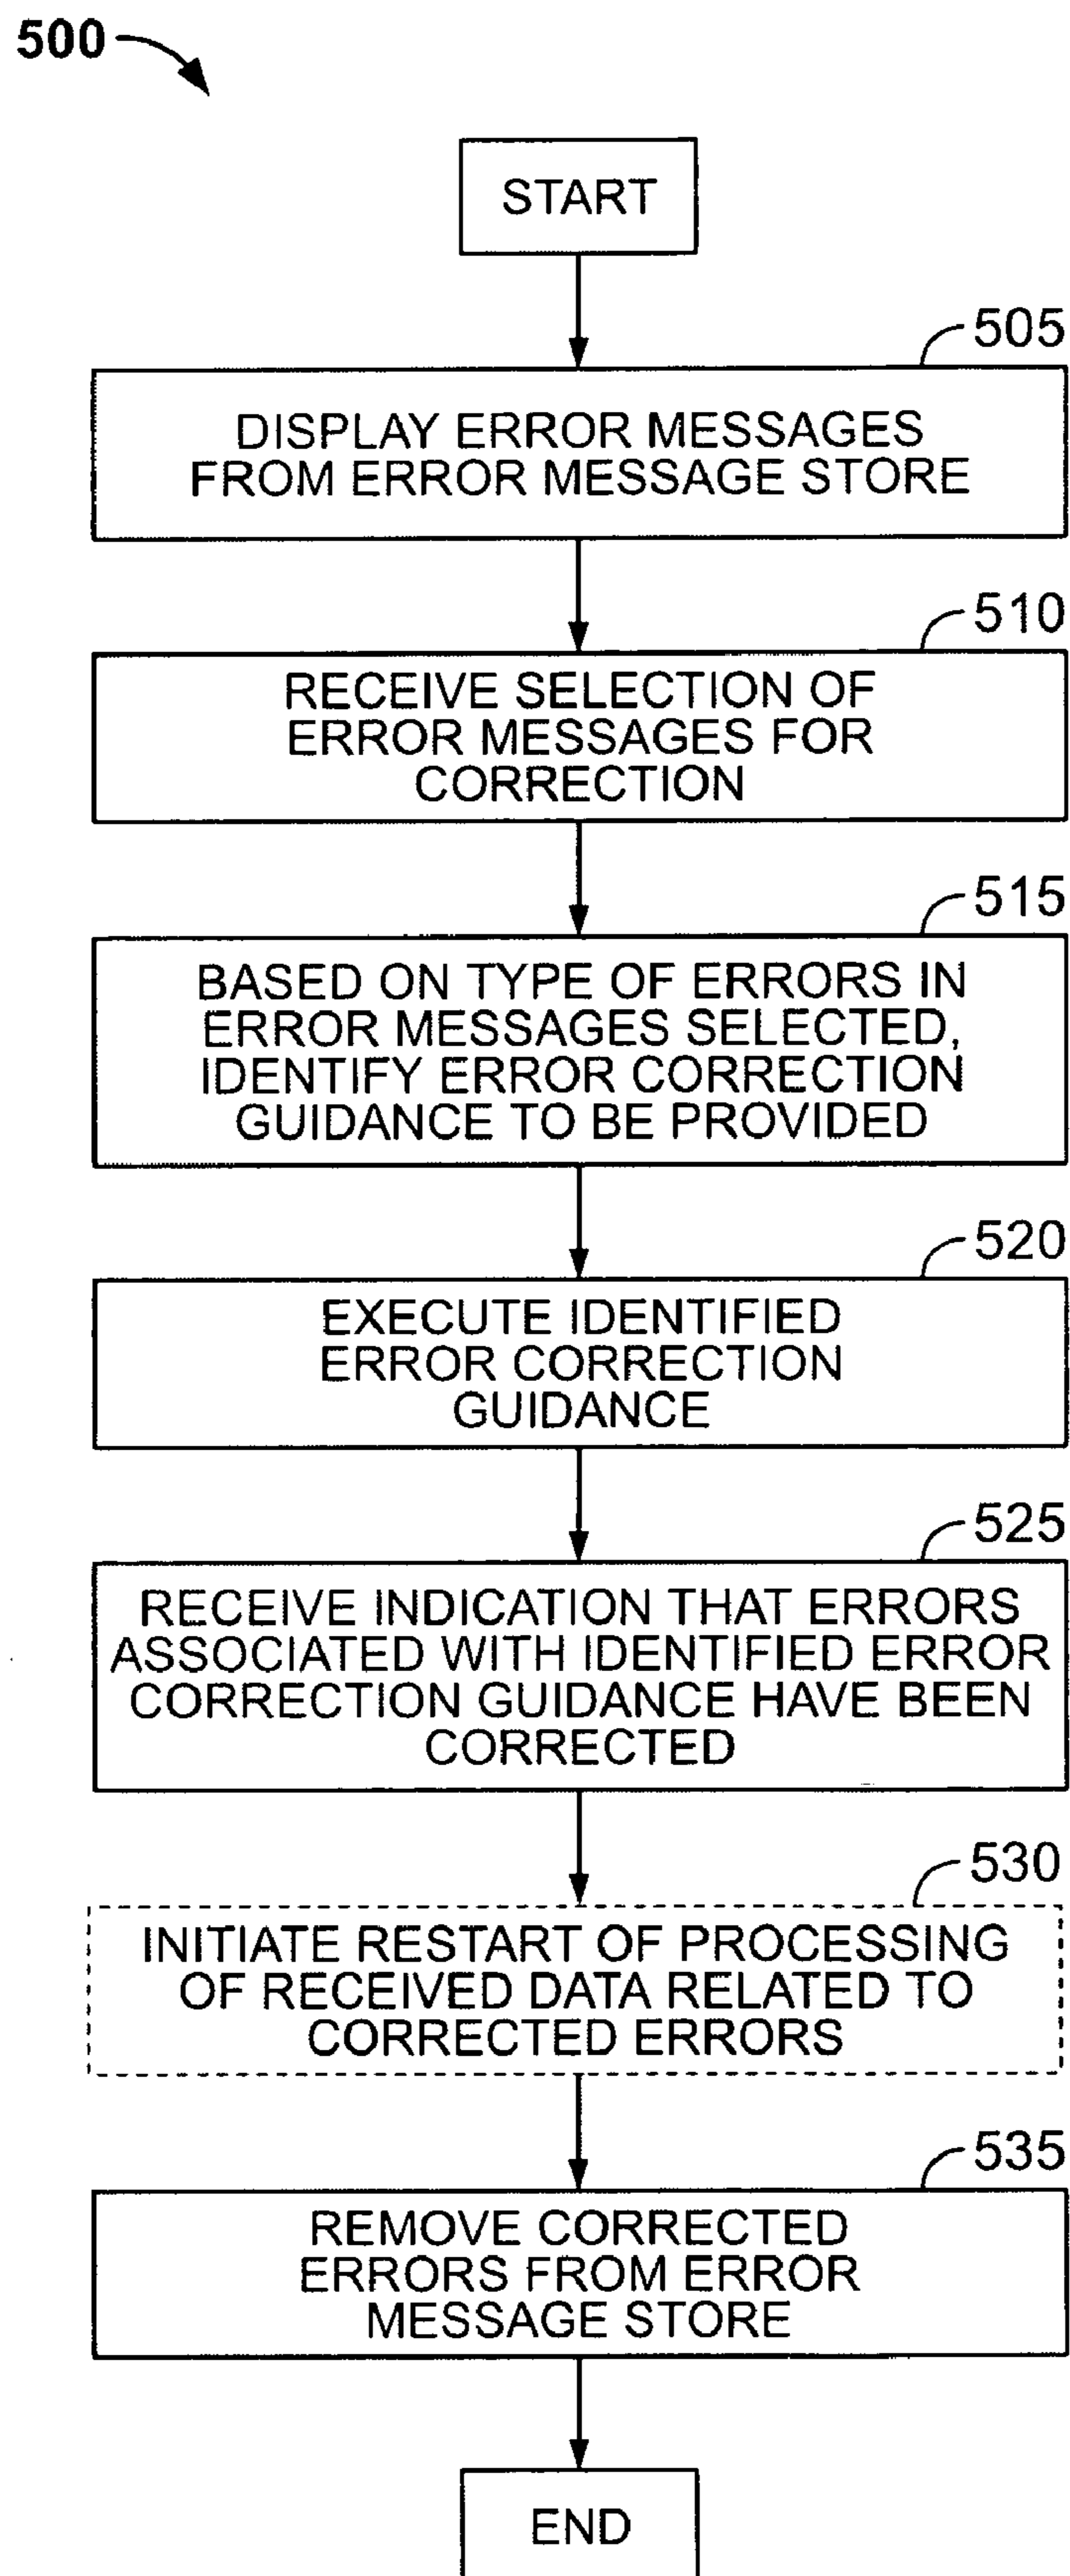 500
START
505
DISPLAY ERROR MESSAGES
FROM ERROR MESSAGE STORE
510
RECEIVE SELECTION OF
ERROR MESSAGES FOR
CORRECTION
515
BASED ON TYPE OF ERRORS IN
ERROR MESSAGES SELECTED,
IDENTIFY ERROR CORRECTION
GUIDANCE TO BE PROVIDED
520
EXECUTE IDENTIFIED
ERROR CORRECTION
GUIDANCE
525
RECEIVE INDICATION THAT ERRORS
ASSOCIATED WITH IDENTIFIED ERROR
CORRECTION GUIDANCE HAVE BEEN
CORRECTED
530
INITIATE RESTART OF PROCESSING
OF RECEIVED DATA RELATED TO
CORRECTED ERRORS
535
REMOVE CORRECTED
ERRORS FROM ERROR
MESSAGE STORE
END